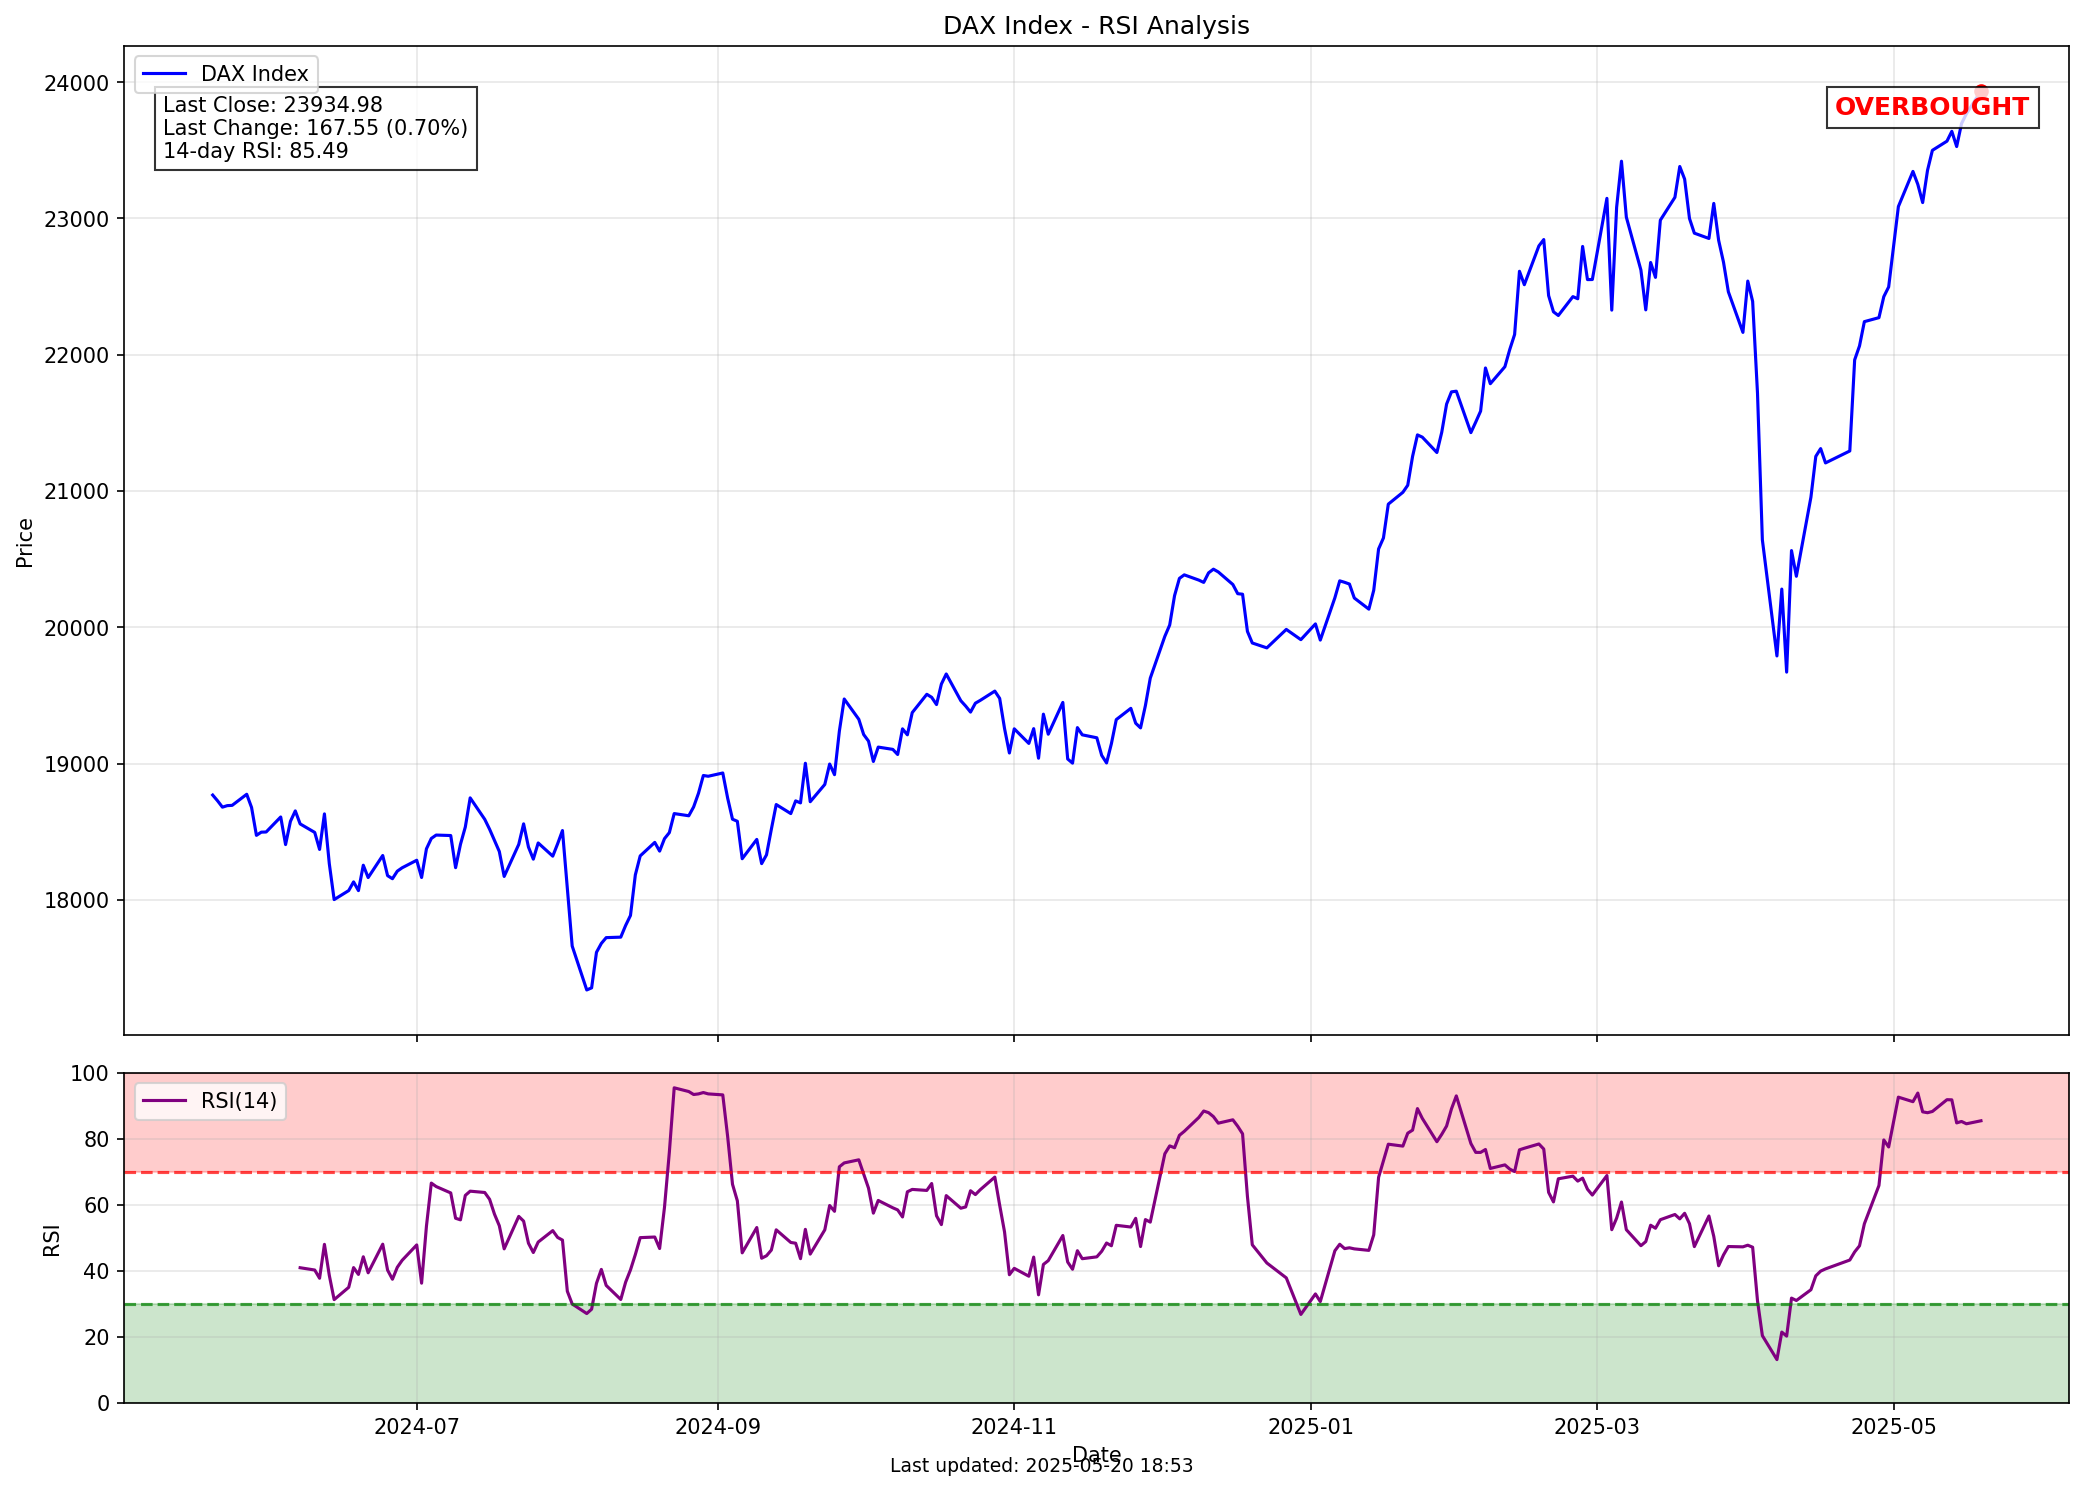 DAX Index - RSI Analysis
DAX Index
Last Close: 23934.98
Last Change: 167.55 (0.70%)
14-day RSI: 85.49
OVERBOUGHT
24000
23000
22000
21000
20000
19000
18000
Price
RSI(14)
100
80
60
40
20
0
RSI
2024-07
2024-09
2024-11
2025-01
2025-03
2025-05
Date
Last updated: 2025-05-20 18:53